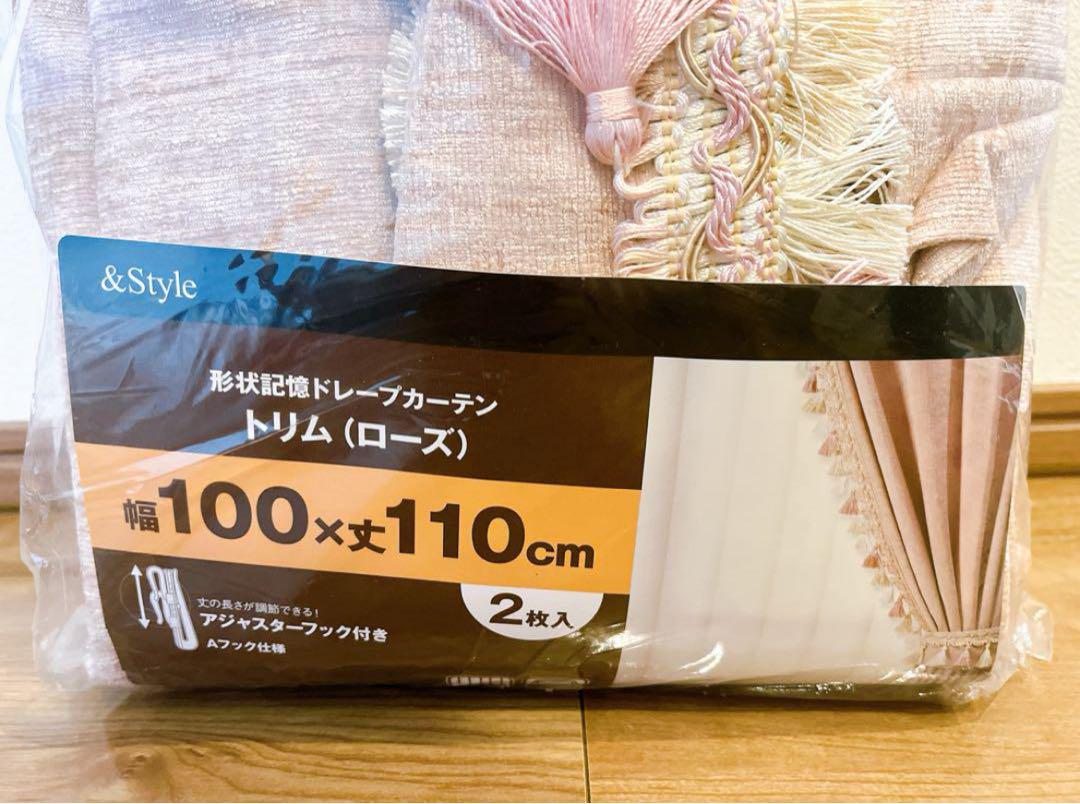 &Style
形状記憶ドレープカーテン
トリム（ローズ）
幅100×丈110cm
2枚入
丈の長さが調節できる！
アジャスターフック付き
Aフック仕様